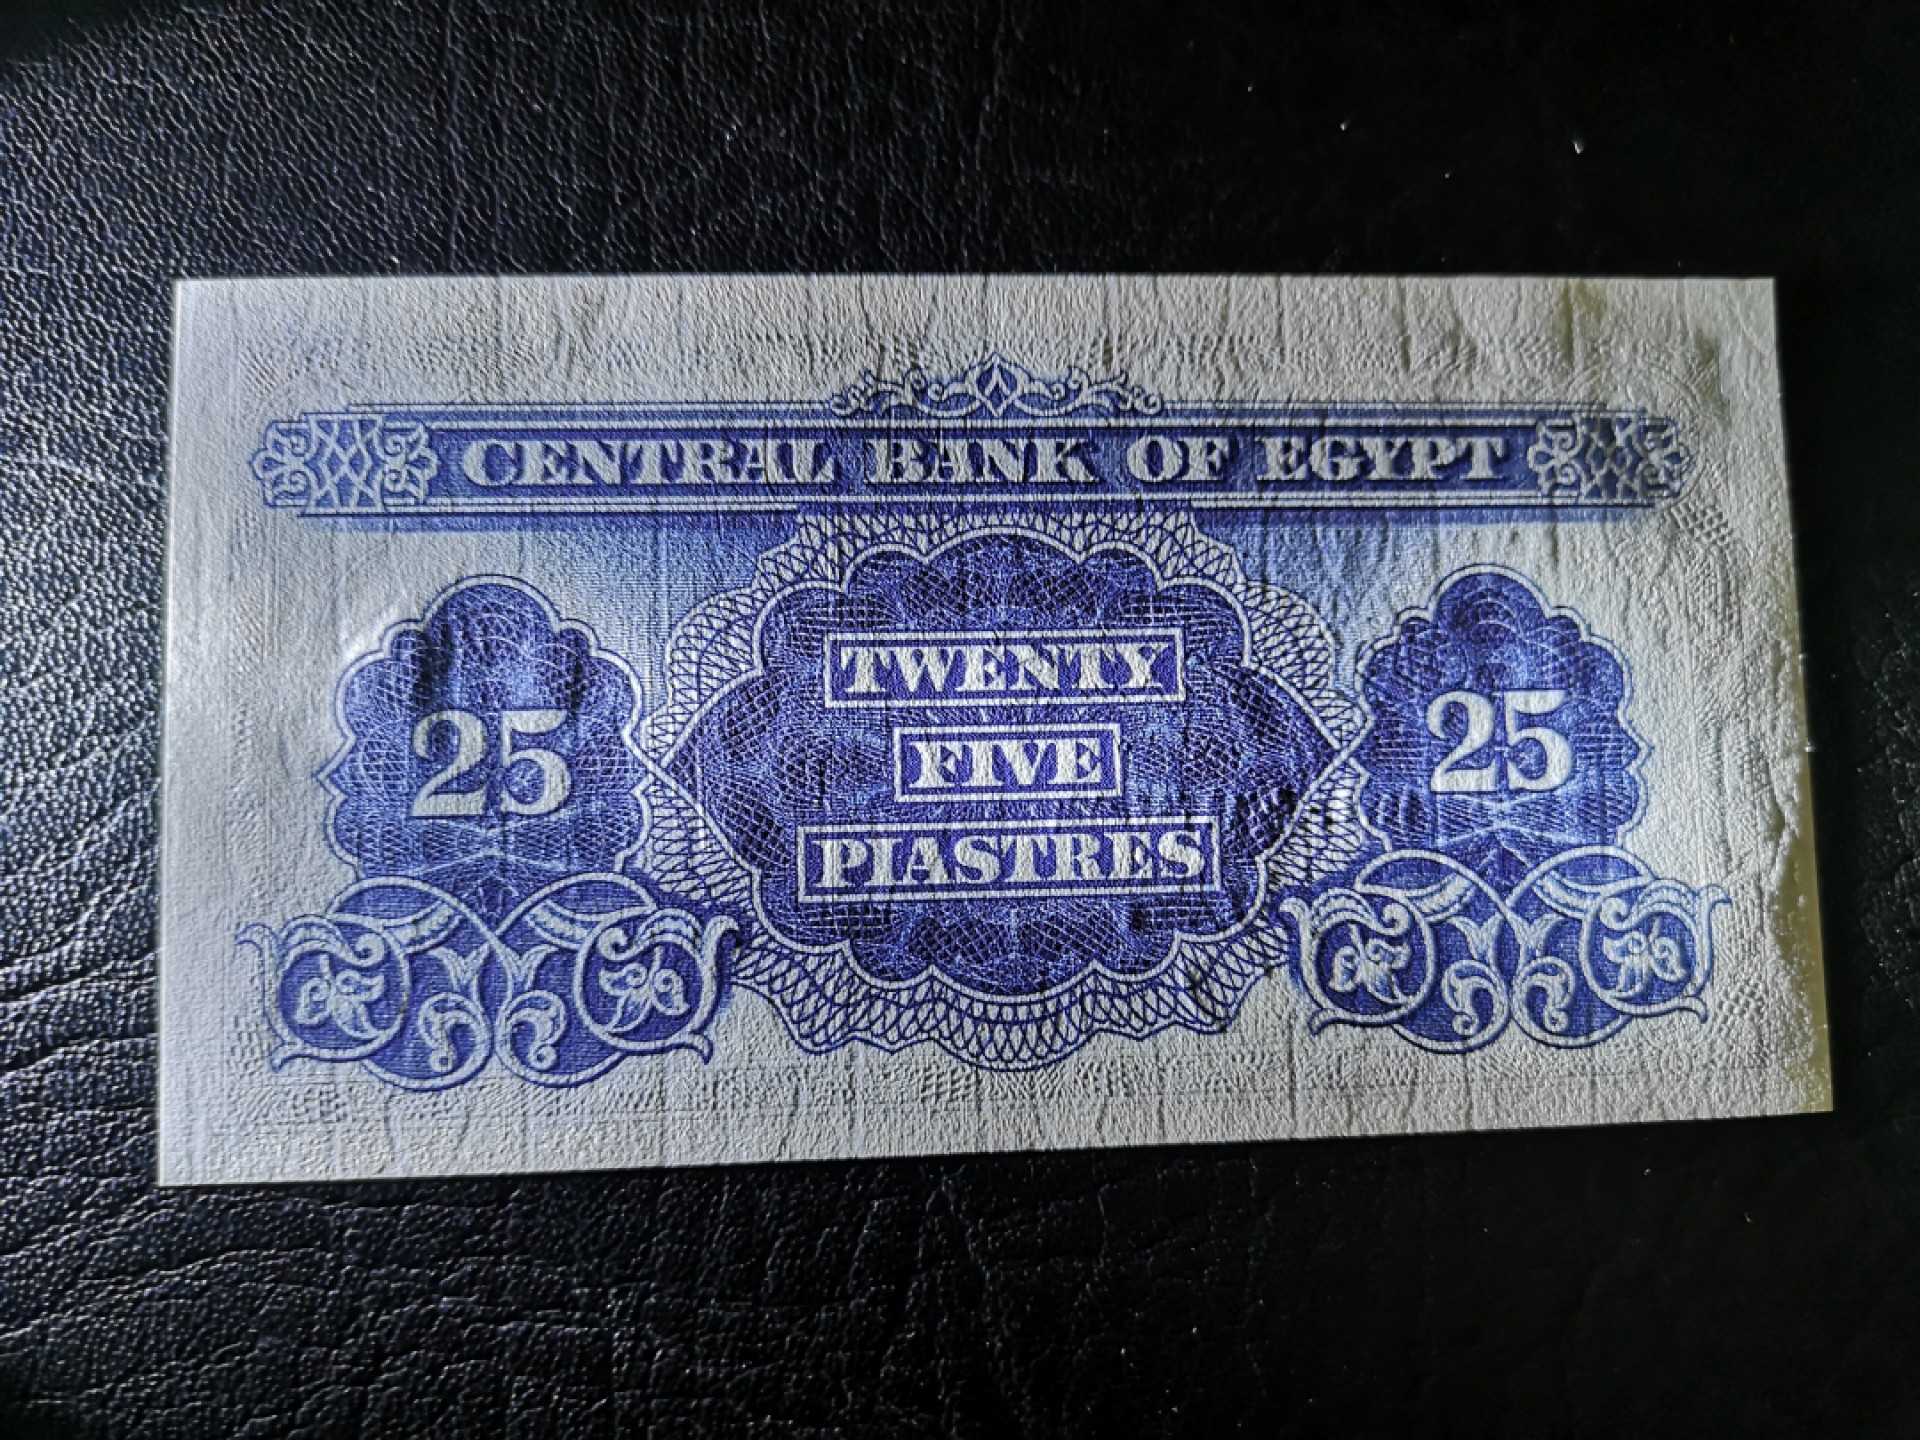 CENTRAL BANK OF EGYPT
TWENTY
FIVE
PIASTRES
25
25